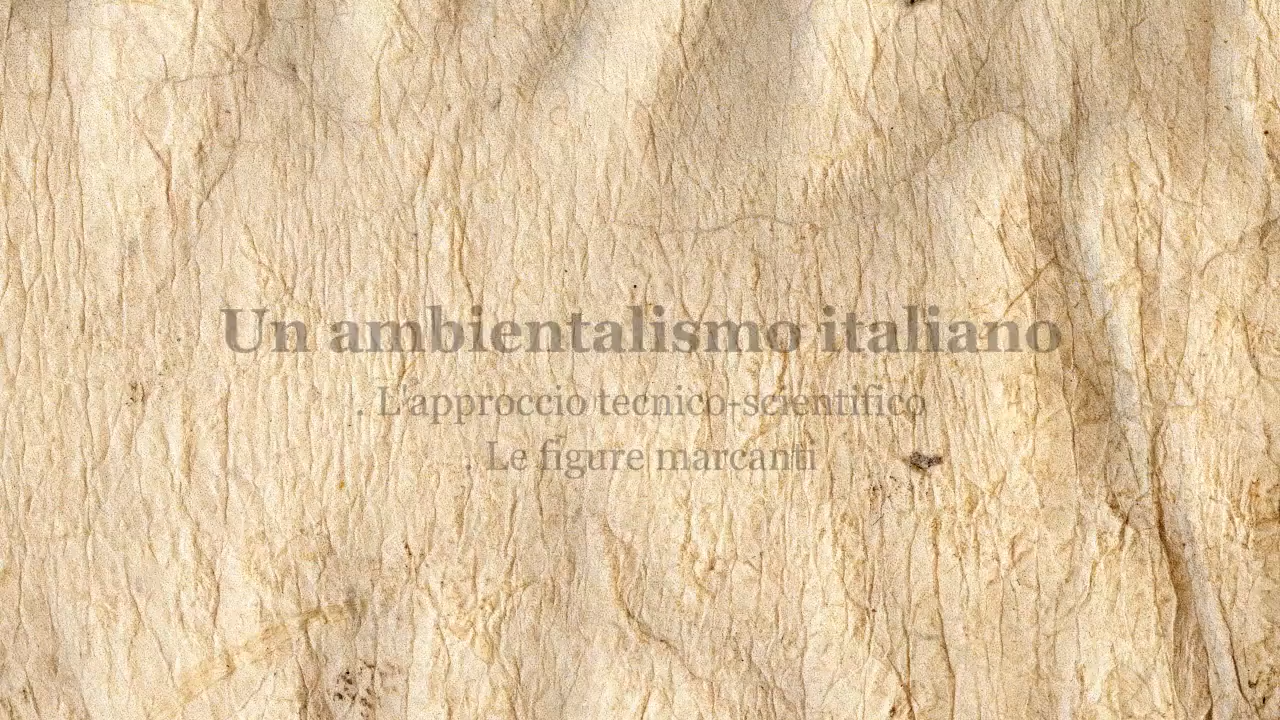 Un ambientalismo italiano
. L'approccio tecnico-scientifico
. Le figure marcanti